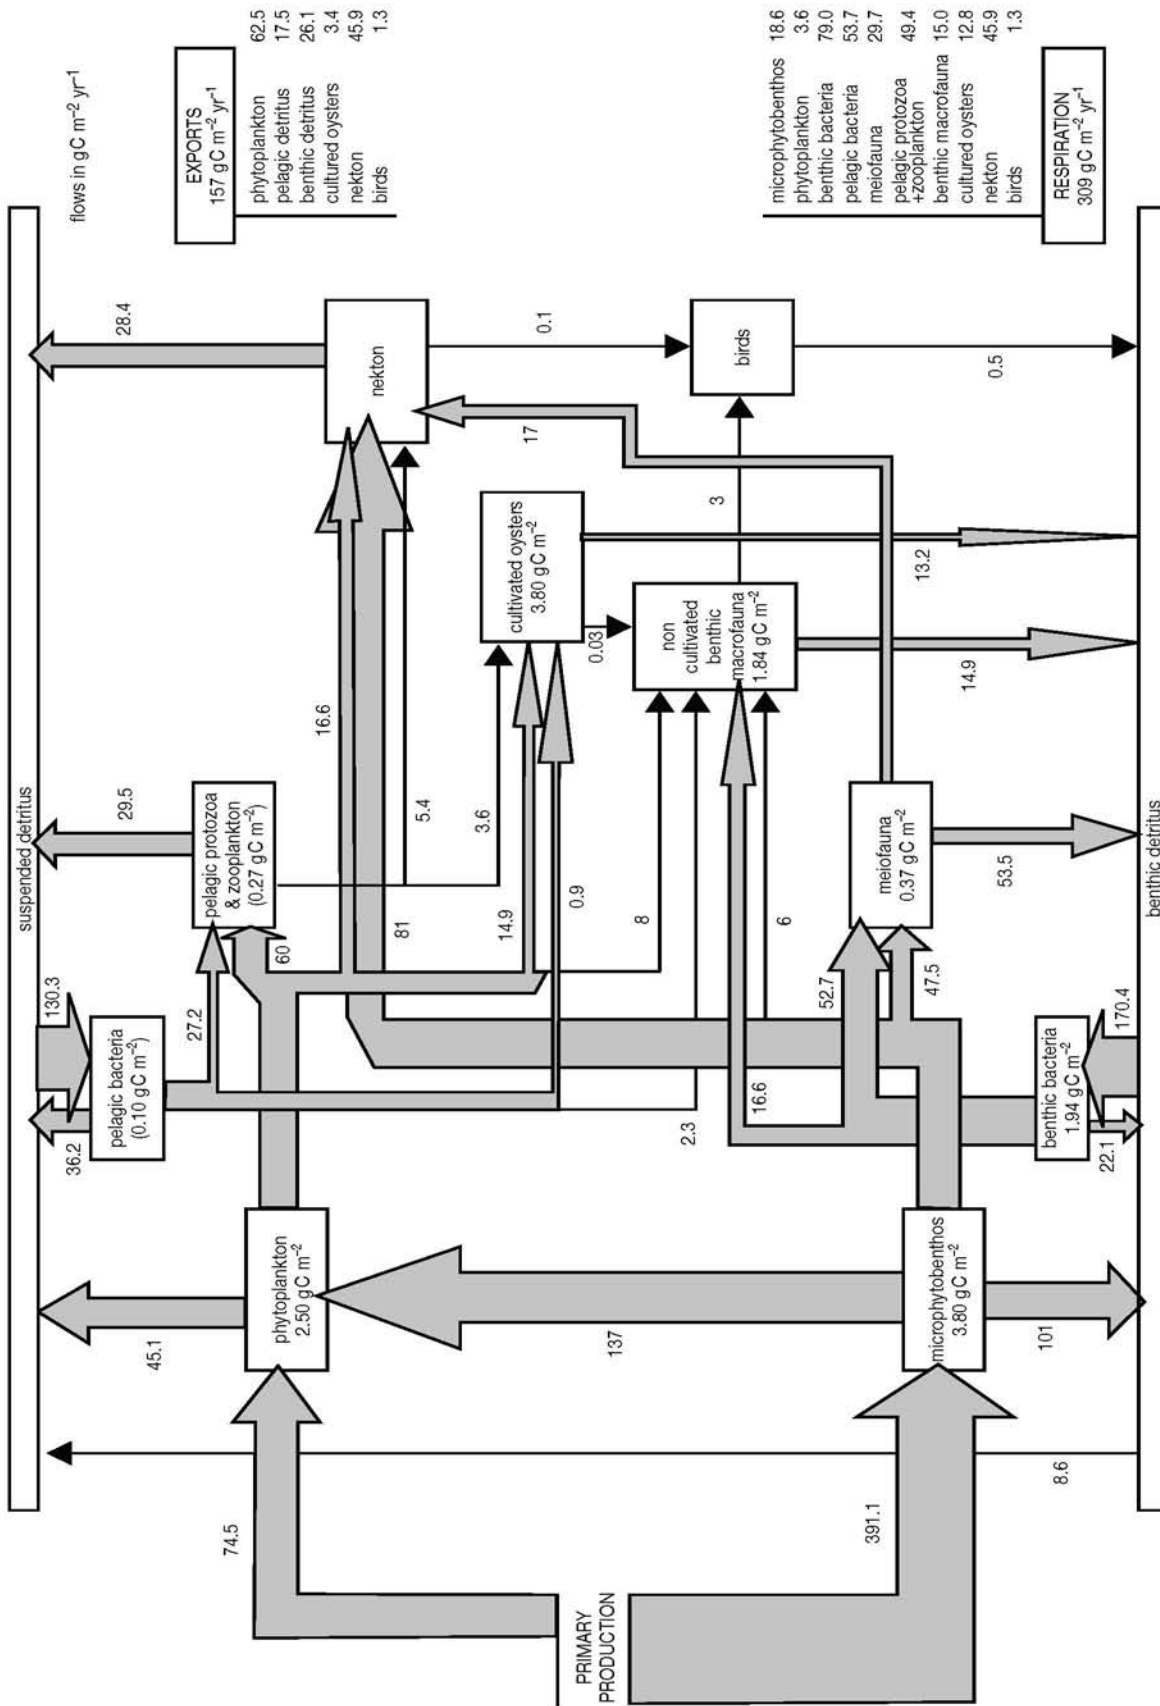 suspended detritus
flows in gC m⁻² yr⁻¹
EXPORTS
157 gC m⁻² yr⁻¹
phytoplankton 62.5
pelagic detritus 17.5
benthic detritus 26.1
cultured oysters 3.4
nekton 45.9
birds 1.3
45.1
36.2
130.3
29.5
28.4
74.5
phytoplankton
2.50 gC m⁻²
pelagic bacteria
(0.10 gC m⁻²)
27.2
60
pelagic protozoa
& zooplankton
(0.27 gC m⁻²)
16.6
nekton
81
5.4
3.6
14.9
0.9
cultivated oysters
3.80 gC m⁻²
0.1
17
0.03
137
PRIMARY
PRODUCTION
8
2.3
6
16.6
non
cultivated
benthic
macrofauna
1.84 gC m⁻²
3
birds
52.7
47.5
meiofauna
0.37 gC m⁻²
391.1
microphytobenthos
3.80 gC m⁻²
benthic bacteria
1.94 gC m⁻²
8.6
101
22.1
170.4
53.5
14.9
13.2
0.5
microphytobenthos 18.6
phytoplankton 3.6
benthic bacteria 79.0
pelagic bacteria 53.7
meiofauna 29.7
pelagic protozoa
+zooplankton 49.4
benthic macrofauna 15.0
cultured oysters 12.8
nekton 45.9
birds 1.3
RESPIRATION
309 gC m⁻² yr⁻¹
benthic detritus